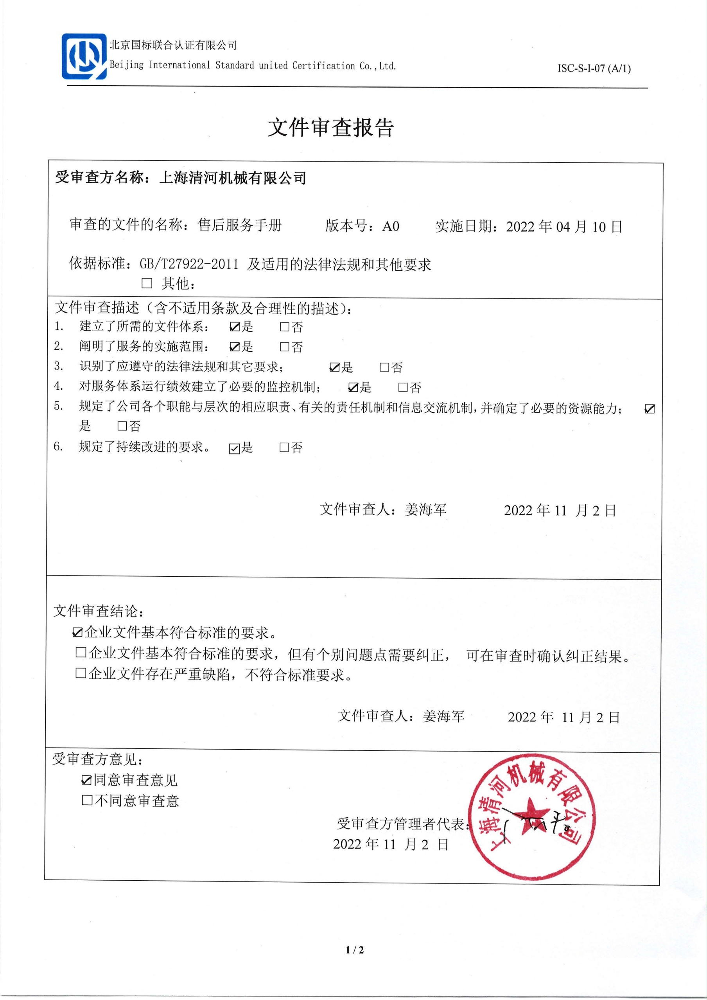 北京国标联合认证有限公司
Beijing International Standard united Certification Co.,Ltd.
ISC-S-I-07 (A/1)
文件审查报告
受审查方名称：上海清河机械有限公司
审查的文件的名称：售后服务手册 版本号：A0 实施日期：2022 年 04 月 10 日
依据标准：GB/T27922-2011 及适用的法律法规和其他要求
□ 其他：
文件审查描述（含不适用条款及合理性的描述）：
1. 建立了所需的文件体系： ☑是 □否
2. 阐明了服务的实施范围： ☑是 □否
3. 识别了应遵守的法律法规和其它要求； ☑是 □否
4. 对服务体系运行绩效建立了必要的监控机制； ☑是 □否
5. 规定了公司各个职能与层次的相应职责、有关的责任机制和信息交流机制，并确定了必要的资源能力； ☑
是 □否
6. 规定了持续改进的要求。 ☑是 □否
文件审查人：姜海军 2022 年 11 月 2 日
文件审查结论：
☑企业文件基本符合标准的要求。
□企业文件基本符合标准的要求，但有个别问题点需要纠正， 可在审查时确认纠正结果。
□企业文件存在严重缺陷，不符合标准要求。
文件审查人：姜海军 2022 年 11 月 2 日
受审查方意见：
☑同意审查意见
□不同意审查意
受审查方管理者代表：
2022 年 11 月 2 日
上海清河机械有限公司
1 / 2